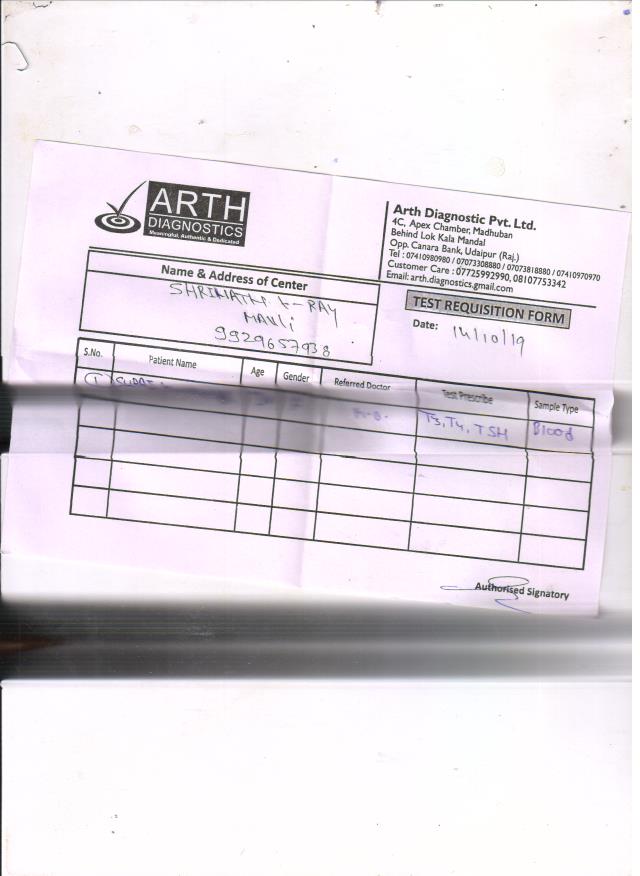 ARTH
DIAGNOSTICS
Meaningful, Authentic & Dedicated
Arth Diagnostic Pvt. Ltd.
4C, Apex Chamber, Madhuban
Behind Lok Kala Mandal
Opp. Canara Bank, Udaipur (Raj.)
Tel : 07410980980 / 07073308880 / 07073818880 / 07410970970
Customer Care : 07725992990, 08107753342
Email: arth.diagnostics.gmail.com
Name & Address of Center
SHRINATH X-RAY
MAVLi
9929657938
TEST REQUISITION FORM
Date: 14/10/19
S.No. Patient Name Age Gender Referred Doctor Test Prescribe Sample Type
(1) T3, T4, TSH Blood
Authorised Signatory